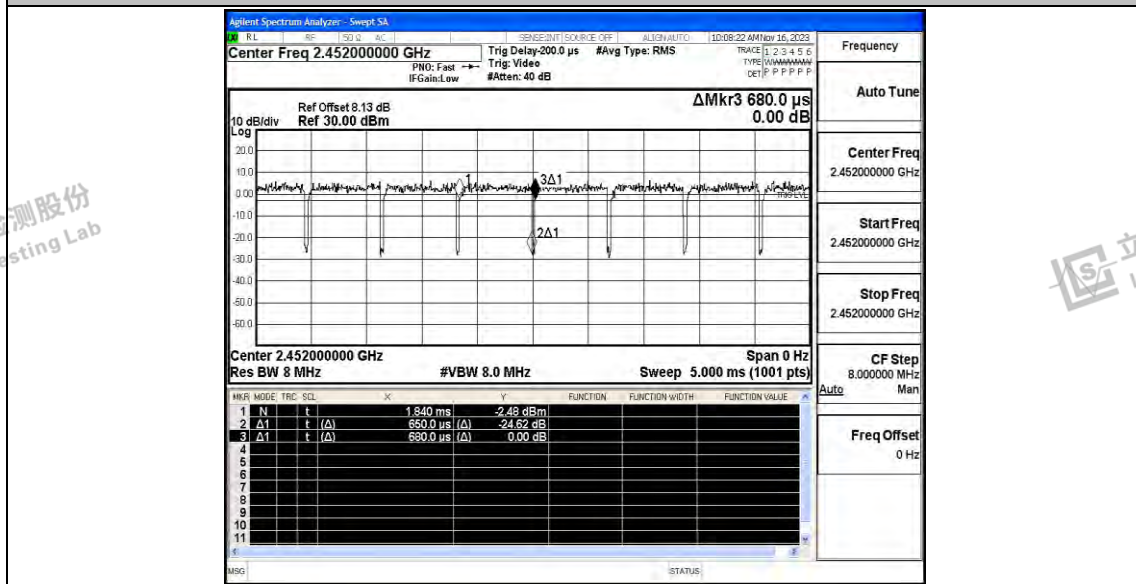 Agilent Spectrum Analyzer - Swept SA
RL RF 50 Ω AC SENSE:INT SOURCE OFF ALIGN AUTO 10:08:22 AM Nov 16, 2023
Center Freq 2.452000000 GHz
PNO: Fast
IFGain:Low
Trig Delay-200.0 µs
Trig: Video
#Atten: 40 dB
#Avg Type: RMS
TRACE 1 2 3 4 5 6
TYPE
DET P P P P P P
Frequency
Auto Tune
Center Freq
2.452000000 GHz
Start Freq
2.452000000 GHz
Stop Freq
2.452000000 GHz
CF Step
8.000000 MHz
Auto Man
Freq Offset
0 Hz
ΔMkr3 680.0 µs
0.00 dB
Ref Offset 8.13 dB
10 dB/div Ref 30.00 dBm
Log
20.0
10.0
0.00
-10.0
-20.0
-30.0
-40.0
-50.0
-60.0
1
3Δ1
2Δ1
Center 2.452000000 GHz Span 0 Hz
Res BW 8 MHz #VBW 8.0 MHz Sweep 5.000 ms (1001 pts)
MKR MODE TRC SCL X Y FUNCTION FUNCTION WIDTH FUNCTION VALUE
1 N t 1.840 ms -2.48 dBm
2 Δ1 t (Δ) 650.0 µs (Δ) -24.62 dB
3 Δ1 t (Δ) 680.0 µs (Δ) 0.00 dB
4
5
6
7
8
9
10
11
MSG STATUS
检测股份
esting Lab
立